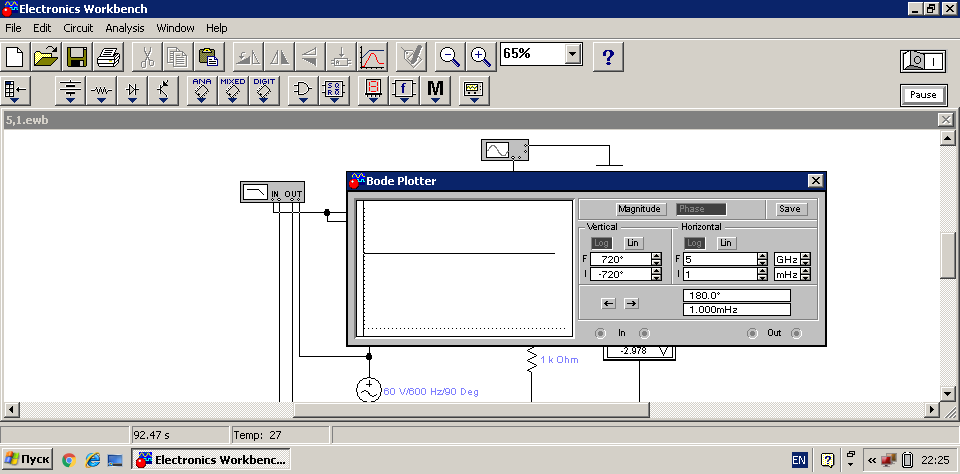 Electronics Workbench
File Edit Circuit Analysis Window Help
65%
?
I
ANA MIXED DIGIT
f M
Pause
5,1.ewb
IN OUT
Bode Plotter
Magnitude Phase Save
Vertical Horizontal
Log Lin Log Lin
F 720° F 5 GHz
I -720° I 1 mHz
180.0°
1.000mHz
In Out
-2.978 V
1 k Ohm
60 V/600 Hz/90 Deg
92.47 s Temp: 27
Пуск Electronics Workbenc... EN 22:25